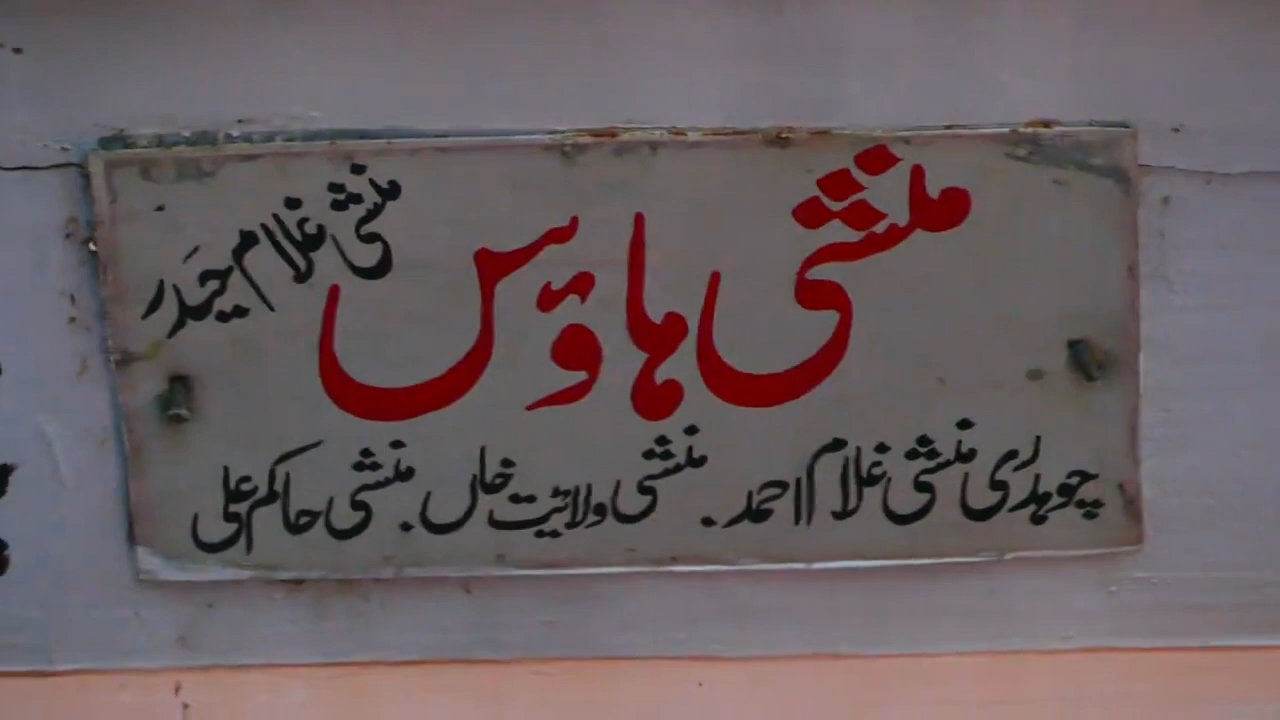 منشی ہاؤس
منشی غلام حیدر
چوہدری منشی غلام احمد۔ منشی ولائیت خاں۔ منشی حاکم علی